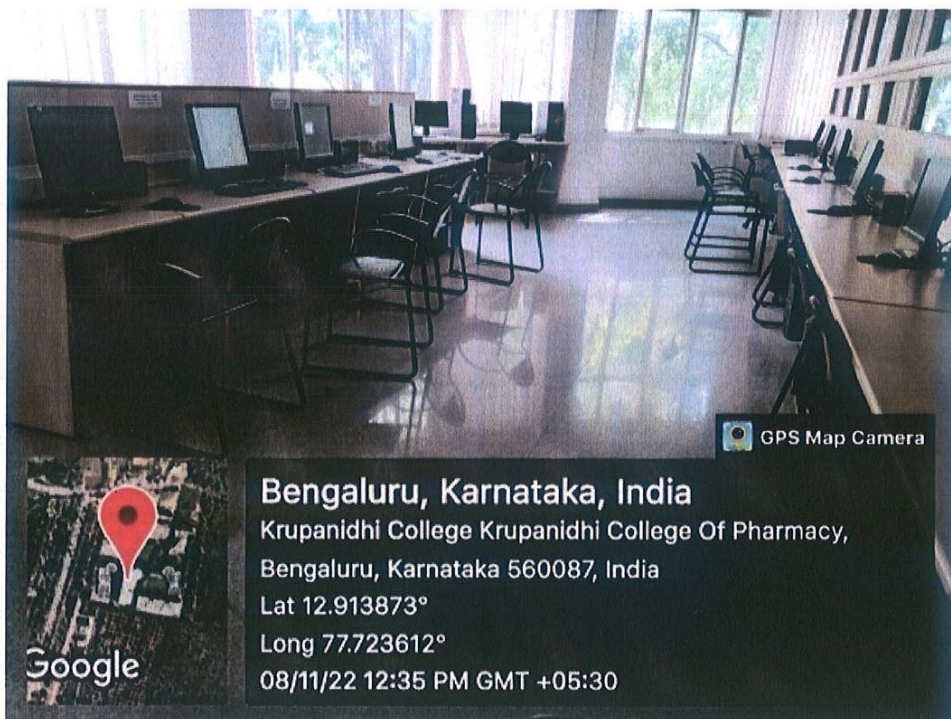 GPS Map Camera
Bengaluru, Karnataka, India
Krupanidhi College Krupanidhi College Of Pharmacy,
Bengaluru, Karnataka 560087, India
Lat 12.913873°
Long 77.723612°
08/11/22 12:35 PM GMT +05:30
Google